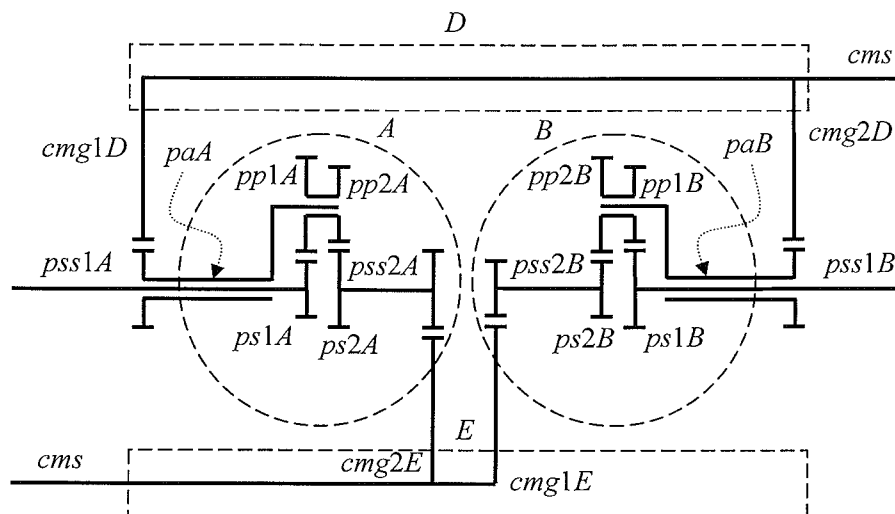 D
cms
cmg1D
paA
A
B
paB
cmg2D
pp1A
pp2A
pp2B
pp1B
pss1A
pss2A
pss2B
pss1B
ps1A
ps2A
ps2B
ps1B
E
cms
cmg2E
cmg1E